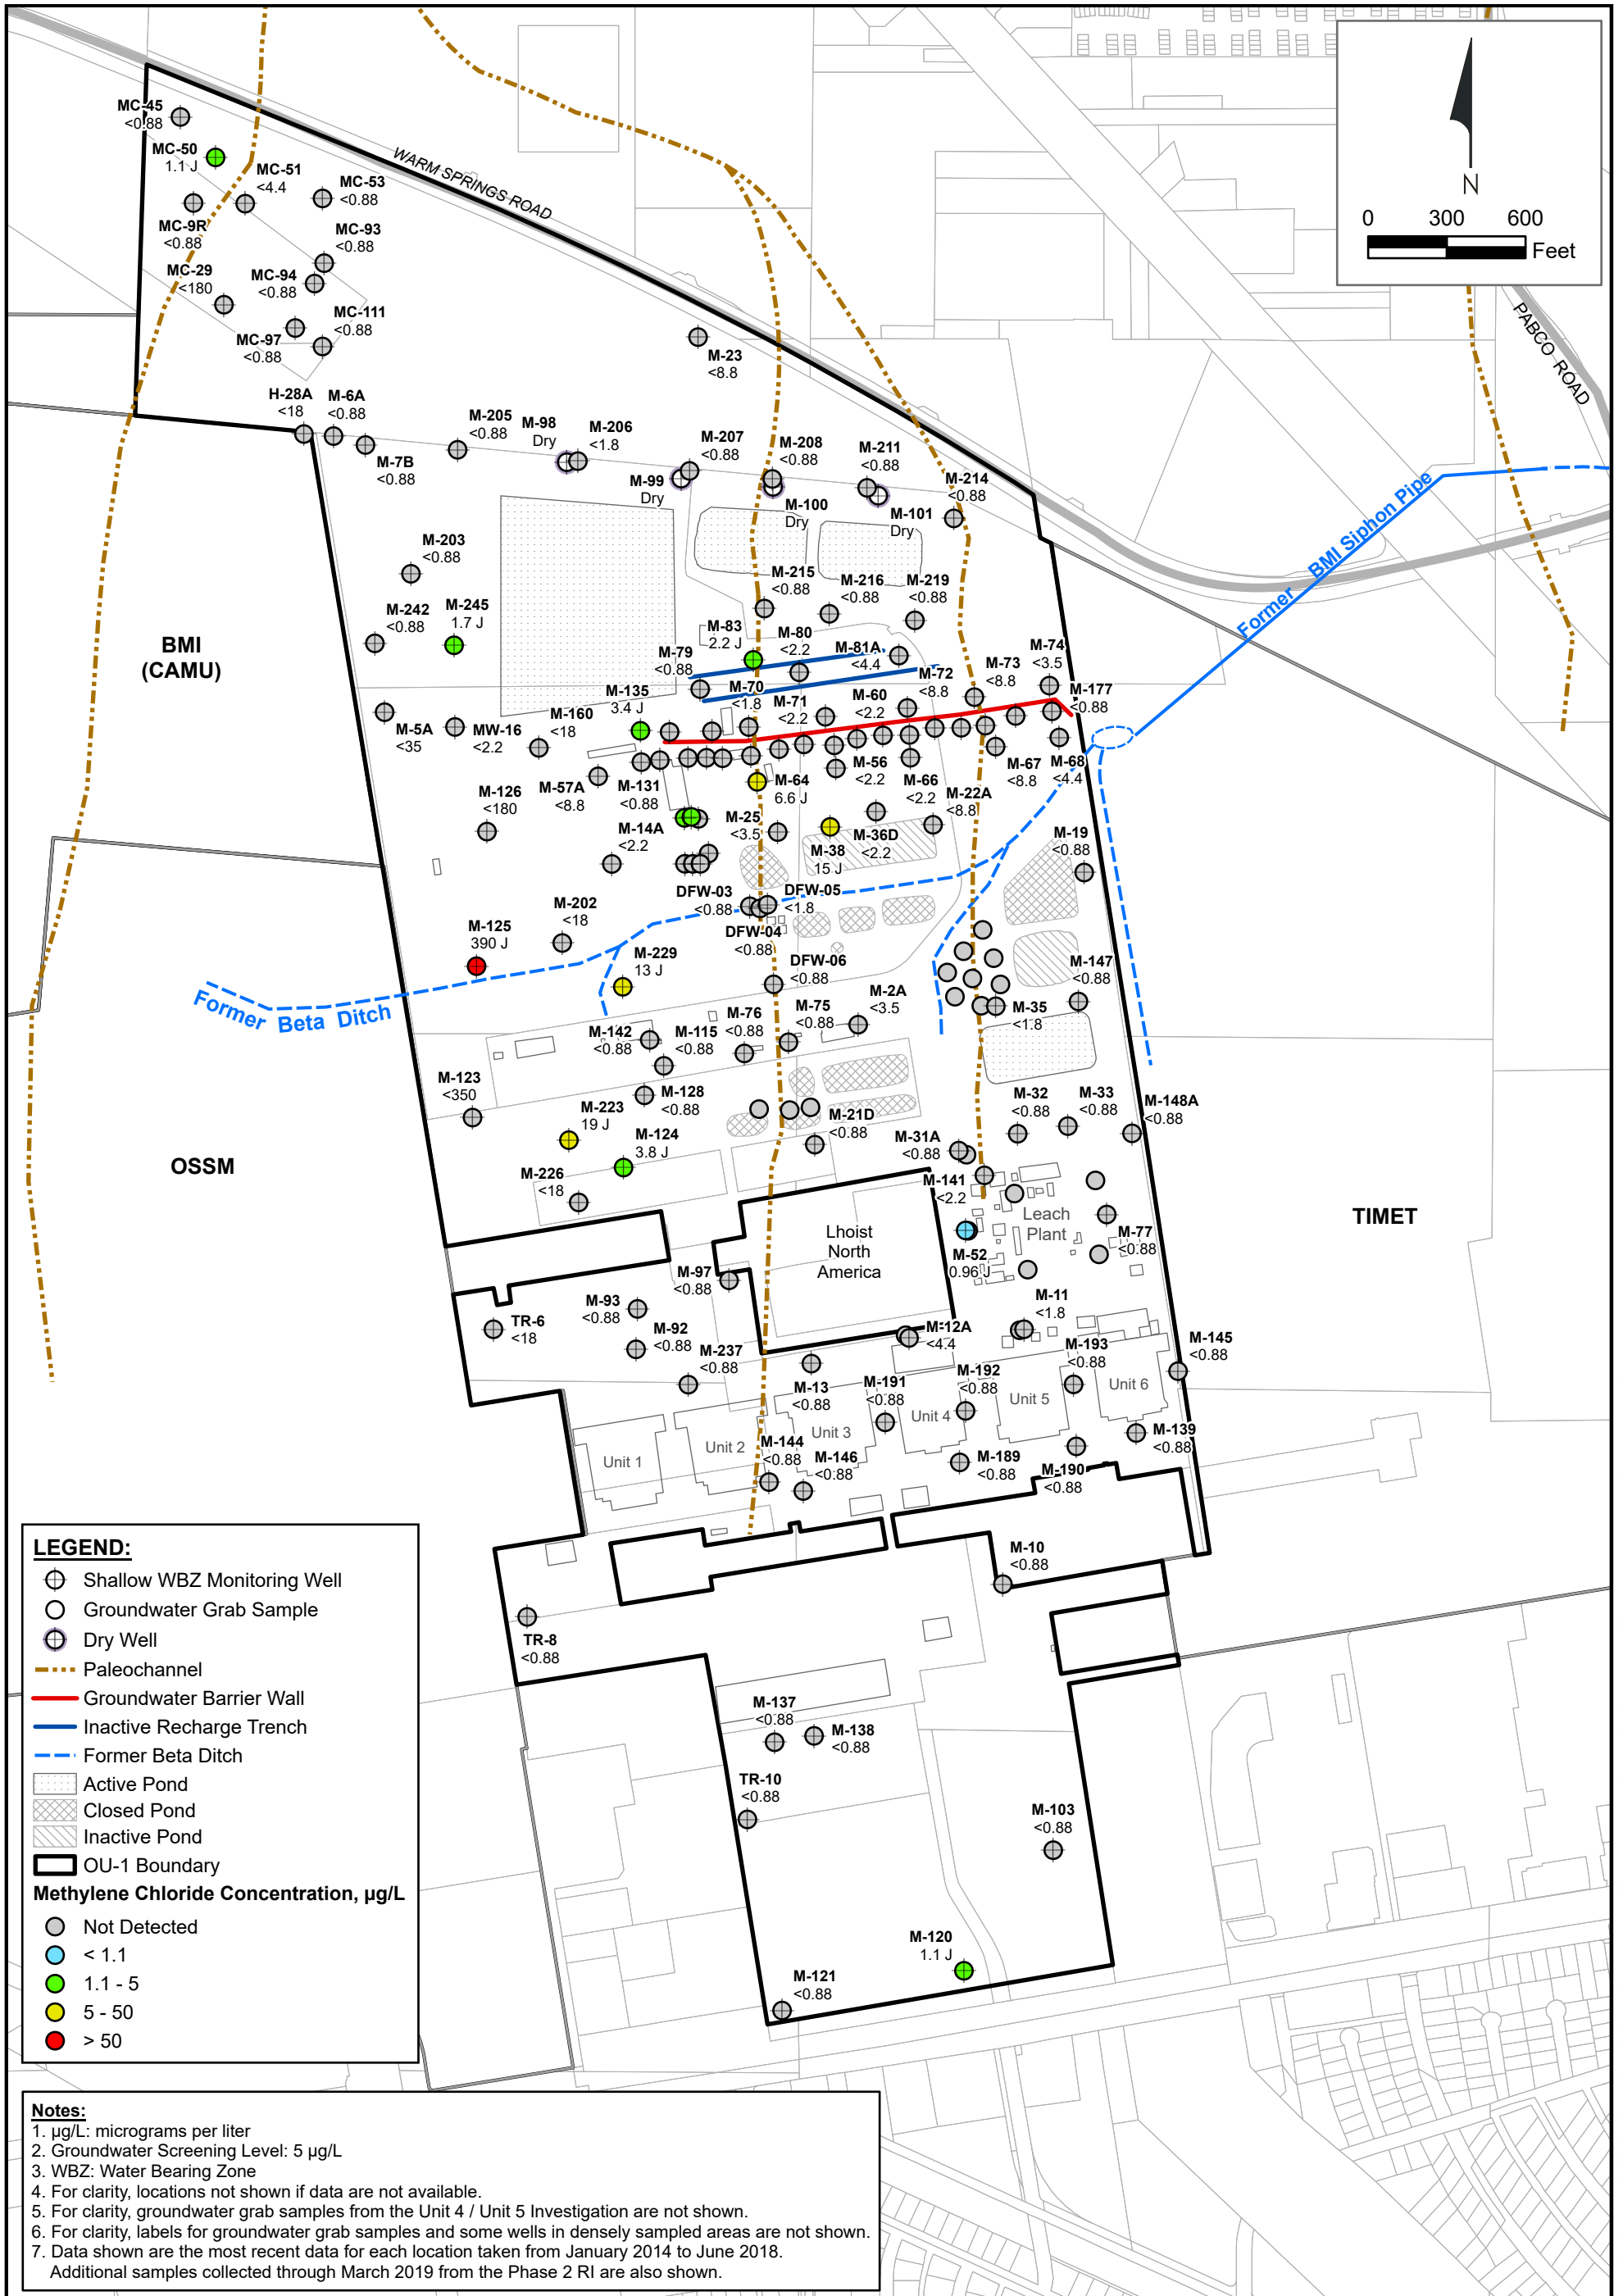 MC-45
<0.88
MC-50
1.1 J
MC-51
<4.4
MC-53
<0.88
MC-9R
<0.88
MC-93
<0.88
MC-29
<180
MC-94
<0.88
MC-111
<0.88
MC-97
<0.88
WARM SPRINGS ROAD
0 300 600
Feet
N
PABCO ROAD
M-23
<8.8
H-28A
<18
M-6A
<0.88
M-7B
<0.88
M-205
<0.88
M-98
Dry
M-206
<1.8
M-207
<0.88
M-99
Dry
M-208
<0.88
M-100
Dry
M-211
<0.88
M-101
Dry
M-214
<0.88
Former BMI Siphon Pipe
M-203
<0.88
M-242
<0.88
M-245
1.7 J
M-215
<0.88
M-216
<0.88
M-219
<0.88
BMI
(CAMU)
M-83
2.2 J
M-80
<2.2
M-81A
<4.4
M-79
<0.88
M-70
<1.8
M-71
<2.2
M-60
<2.2
M-72
<8.8
M-73
<8.8
M-74
<3.5
M-177
<0.88
M-5A
<35
MW-16
<2.2
M-160
<18
M-135
3.4 J
M-57A
<8.8
M-131
<0.88
M-64
6.6 J
M-56
<2.2
M-66
<2.2
M-67
<8.8
M-68
<4.4
M-126
<180
M-14A
<2.2
M-25
<3.5
M-38
15 J
M-36D
<2.2
M-22A
<8.8
M-19
<0.88
DFW-03
<0.88
DFW-05
<1.8
DFW-04
<0.88
DFW-06
<0.88
M-125
390 J
M-202
<18
M-229
13 J
Former Beta Ditch
M-147
<0.88
M-35
<1.8
M-142
<0.88
M-115
<0.88
M-76
<0.88
M-75
<0.88
M-2A
<3.5
M-123
<350
M-128
<0.88
M-223
19 J
M-124
3.8 J
M-226
<18
M-21D
<0.88
M-32
<0.88
M-33
<0.88
M-148A
<0.88
M-31A
<0.88
M-141
<2.2
OSSM
TIMET
Leach
Plant
M-77
<0.88
Lhoist
North
America
M-52
0.96 J
M-97
<0.88
M-11
<1.8
TR-6
<18
M-93
<0.88
M-92
<0.88
M-237
<0.88
M-12A
<4.4
M-13
<0.88
M-191
<0.88
M-192
<0.88
M-193
<0.88
M-145
<0.88
Unit 1
Unit 2
Unit 3
Unit 4
Unit 5
Unit 6
M-144
<0.88
M-146
<0.88
M-189
<0.88
M-190
<0.88
M-139
<0.88
M-10
<0.88
TR-8
<0.88
M-137
<0.88
M-138
<0.88
TR-10
<0.88
M-103
<0.88
M-120
1.1 J
M-121
<0.88
LEGEND:
Shallow WBZ Monitoring Well
Groundwater Grab Sample
Dry Well
Paleochannel
Groundwater Barrier Wall
Inactive Recharge Trench
Former Beta Ditch
Active Pond
Closed Pond
Inactive Pond
OU-1 Boundary
Methylene Chloride Concentration, µg/L
Not Detected
< 1.1
1.1 - 5
5 - 50
> 50
Notes:
1. µg/L: micrograms per liter
2. Groundwater Screening Level: 5 µg/L
3. WBZ: Water Bearing Zone
4. For clarity, locations not shown if data are not available.
5. For clarity, groundwater grab samples from the Unit 4 / Unit 5 Investigation are not shown.
6. For clarity, labels for groundwater grab samples and some wells in densely sampled areas are not shown.
7. Data shown are the most recent data for each location taken from January 2014 to June 2018.
Additional samples collected through March 2019 from the Phase 2 RI are also shown.